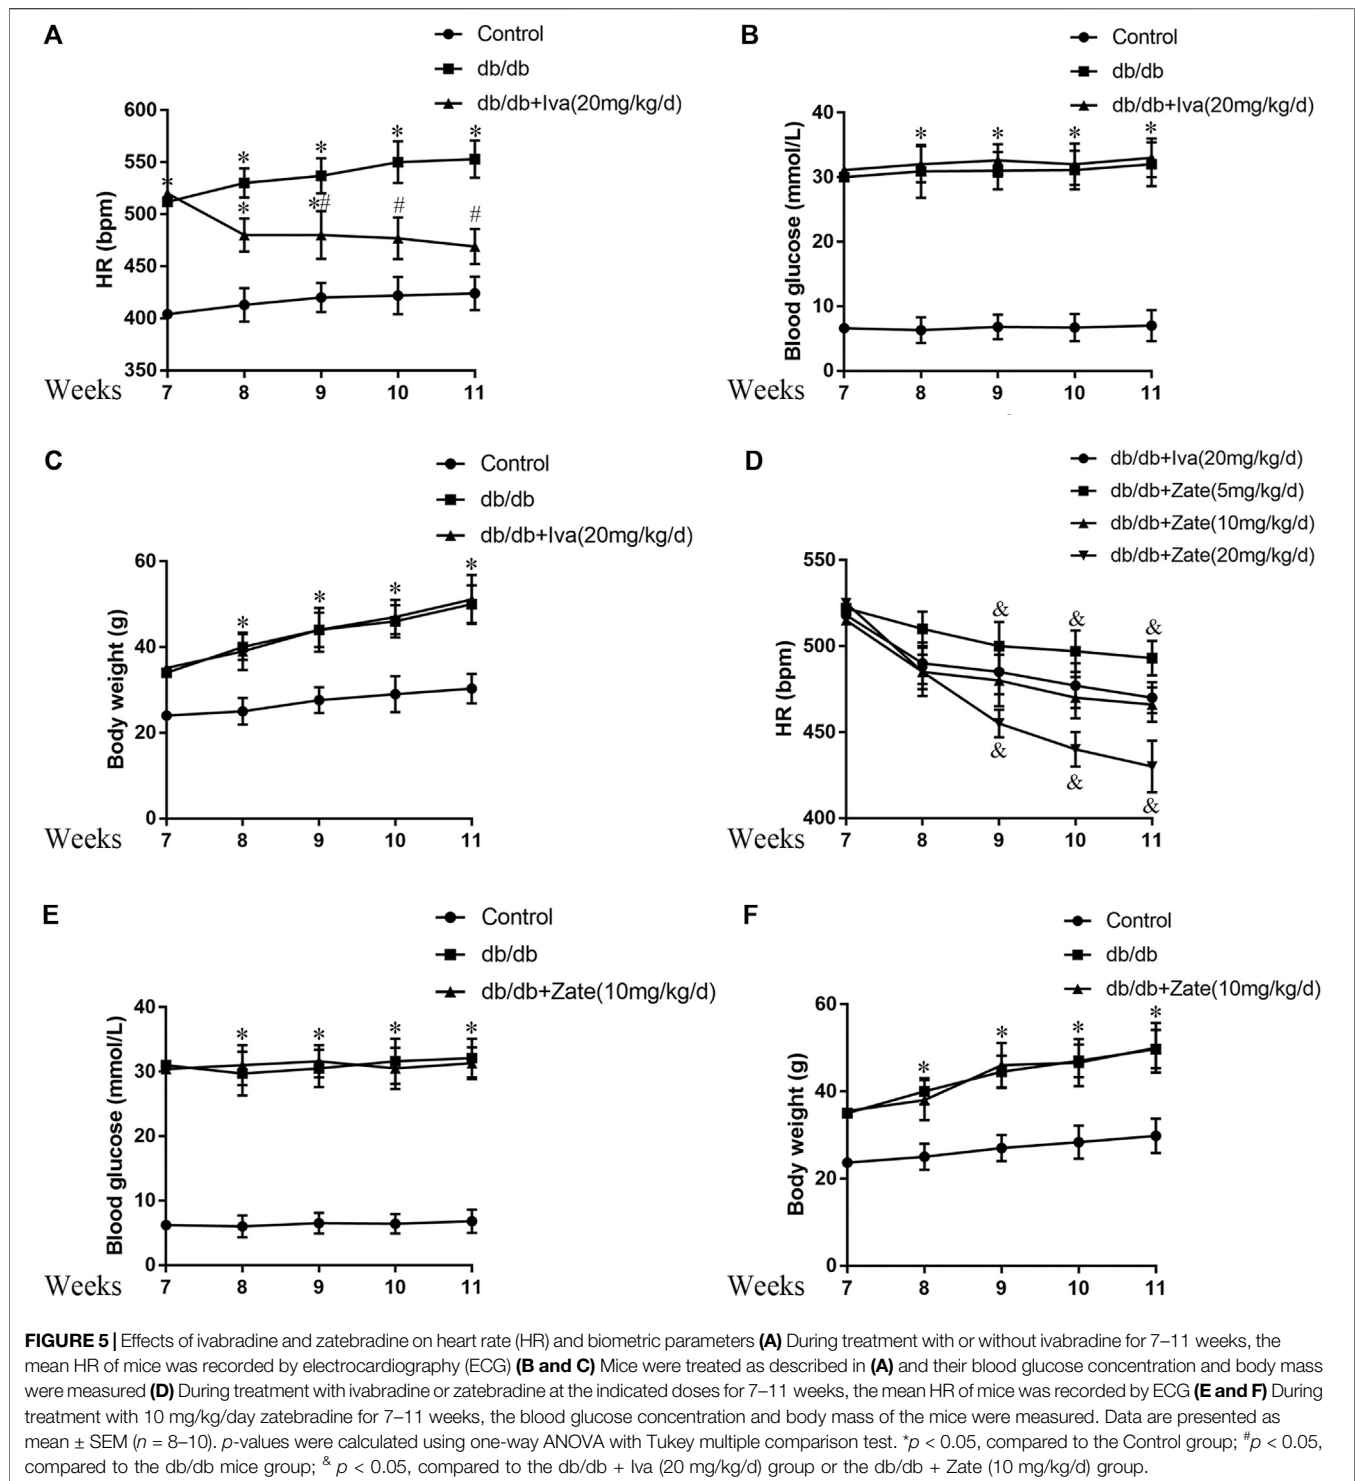 A
Control
db/db
db/db+Iva(20mg/kg/d)
HR (bpm)
600
550
500
450
400
350
* * * * *
* *# # #
Weeks 7 8 9 10 11
B
Control
db/db
db/db+Iva(20mg/kg/d)
Blood glucose (mmol/L)
40
30
20
10
0
* * * *
7 8 9 10 11
C
Control
db/db
db/db+Iva(20mg/kg/d)
Body weight (g)
60
40
20
0
* * * *
Weeks 7 8 9 10 11
D
db/db+Iva(20mg/kg/d)
db/db+Zate(5mg/kg/d)
db/db+Zate(10mg/kg/d)
db/db+Zate(20mg/kg/d)
HR (bpm)
550
500
450
400
& & &
& & &
Weeks 7 8 9 10 11
E
Control
db/db
db/db+Zate(10mg/kg/d)
Blood glucose (mmol/L)
40
30
20
10
0
* * * *
Weeks 7 8 9 10 11
F
Control
db/db
db/db+Zate(10mg/kg/d)
Body weight (g)
60
40
20
0
* * * *
Weeks 7 8 9 10 11
FIGURE 5 | Effects of ivabradine and zatebradine on heart rate (HR) and biometric parameters (A) During treatment with or without ivabradine for 7–11 weeks, the
mean HR of mice was recorded by electrocardiography (ECG) (B and C) Mice were treated as described in (A) and their blood glucose concentration and body mass
were measured (D) During treatment with ivabradine or zatebradine at the indicated doses for 7–11 weeks, the mean HR of mice was recorded by ECG (E and F) During
treatment with 10 mg/kg/day zatebradine for 7–11 weeks, the blood glucose concentration and body mass of the mice were measured. Data are presented as
mean ± SEM (n = 8–10). p-values were calculated using one-way ANOVA with Tukey multiple comparison test. *p < 0.05, compared to the Control group; #p < 0.05,
compared to the db/db mice group; & p < 0.05, compared to the db/db + Iva (20 mg/kg/d) group or the db/db + Zate (10 mg/kg/d) group.